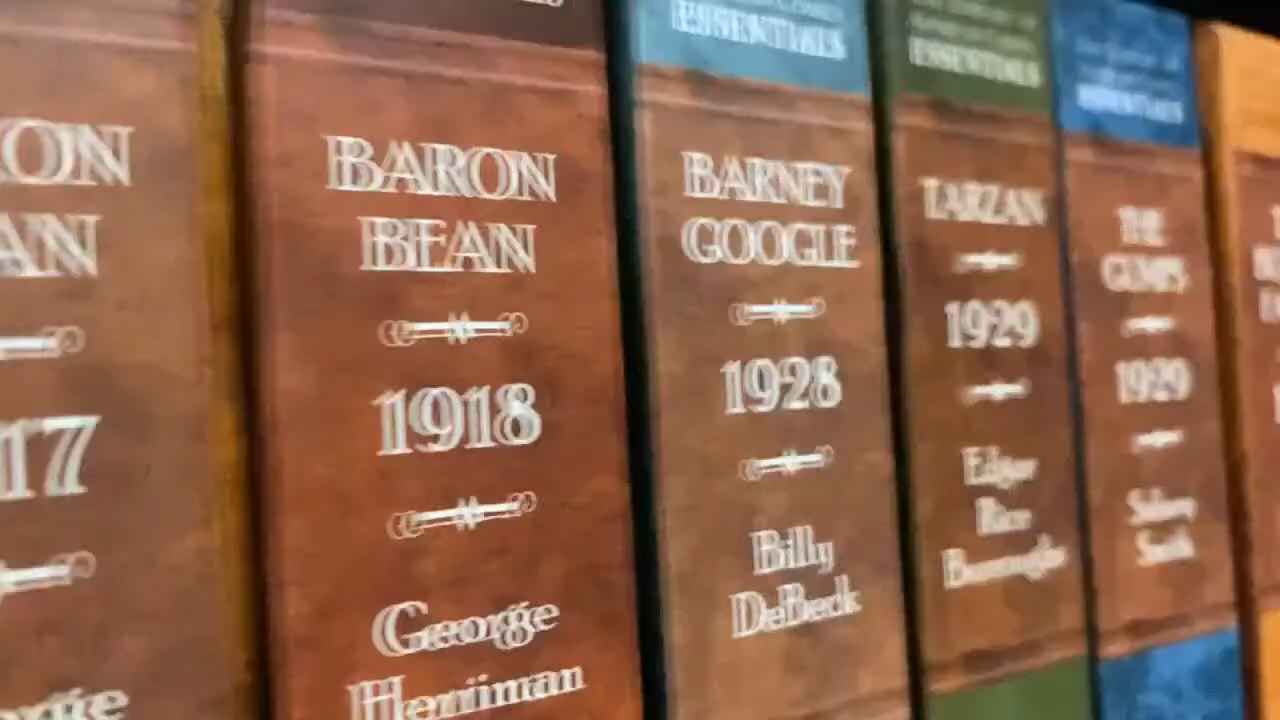 ON
AN
17
BARON
BEAN
1918
George
Herriman
ESSENTIALS
BARNEY
GOOGLE
1928
Billy
DeBeck
ESSENTIALS
TARZAN
1929
Edgar
Rice
Burroughs
ESSENTIALS
THE
GUMPS
1929
Sidney
Smith